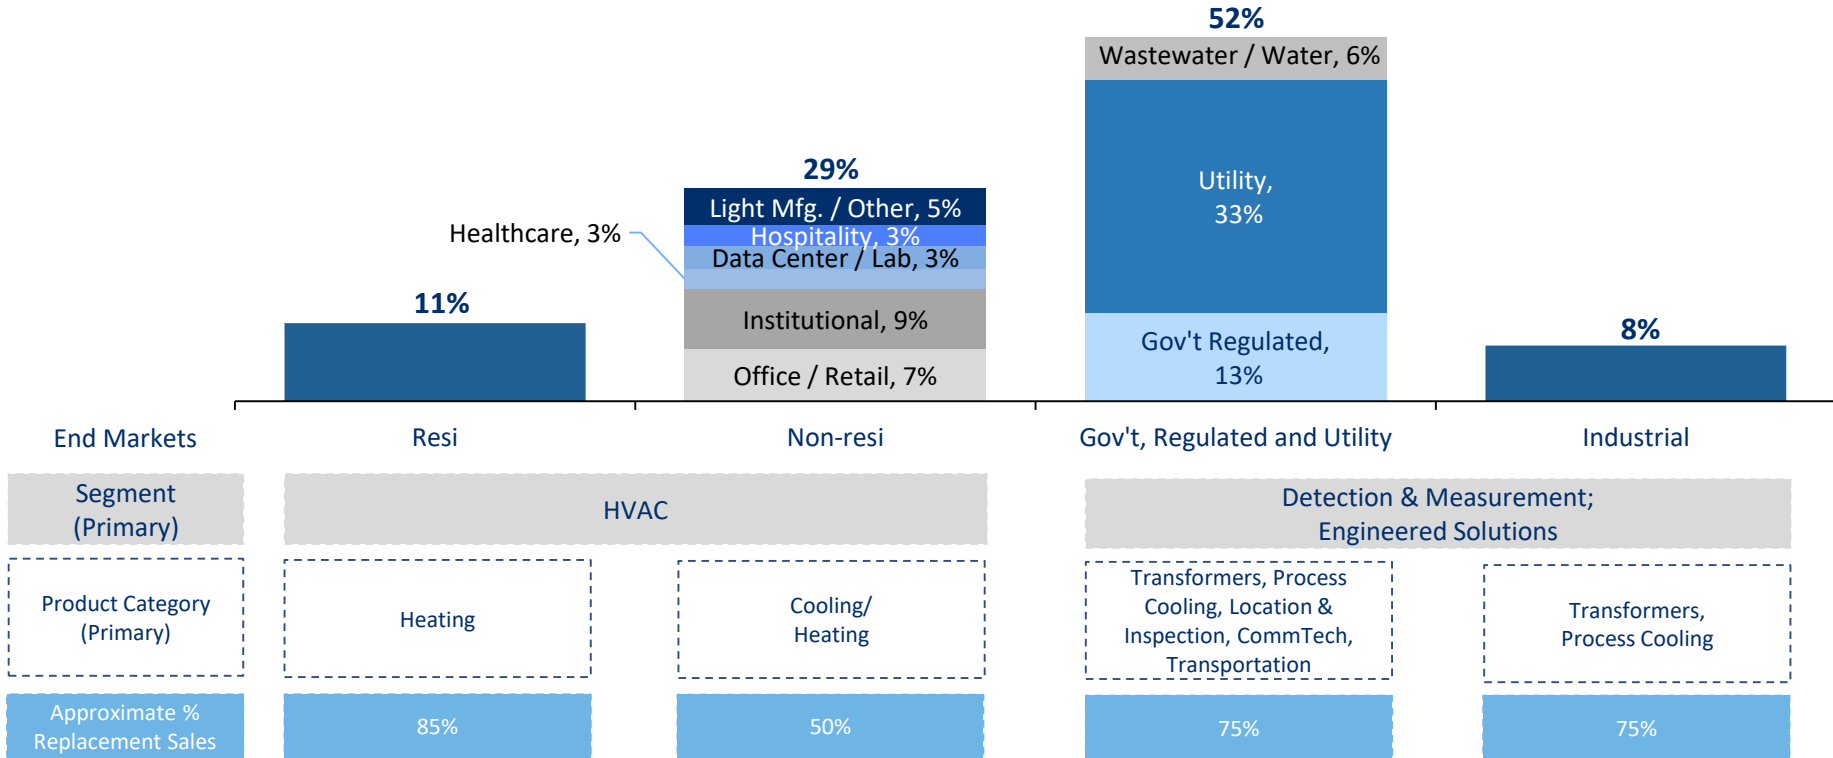 52%
Wastewater / Water, 6%
Utility,
33%
Gov't Regulated,
13%
29%
Light Mfg. / Other, 5%
Hospitality, 3%
Data Center / Lab, 3%
Healthcare, 3%
Institutional, 9%
Office / Retail, 7%
11%
8%
End Markets
Resi
Non-resi
Gov't, Regulated and Utility
Industrial
Segment
(Primary)
HVAC
Detection & Measurement;
Engineered Solutions
Product Category
(Primary)
Heating
Cooling/
Heating
Transformers, Process
Cooling, Location &
Inspection, CommTech,
Transportation
Transformers,
Process Cooling
Approximate %
Replacement Sales
85%
50%
75%
75%